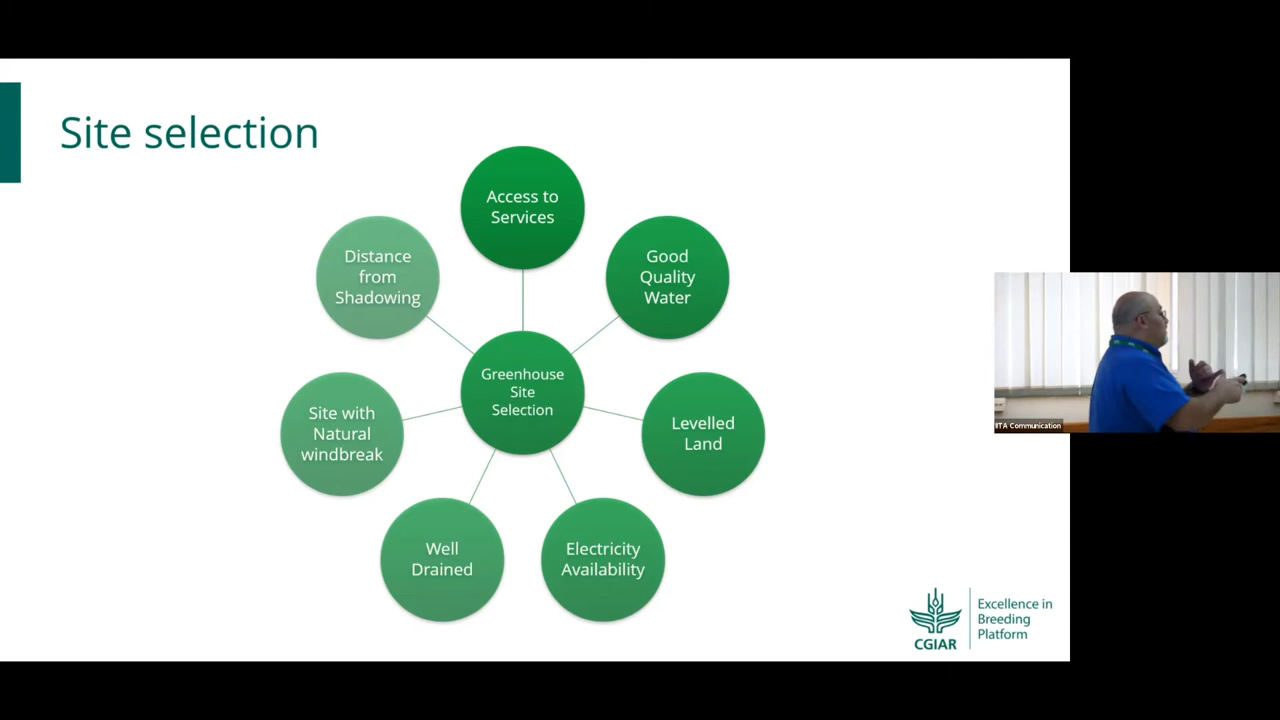 Site selection
Access to
Services
Good
Quality
Water
Levelled
Land
Electricity
Availability
Well
Drained
Site with
Natural
windbreak
Distance
from
Shadowing
Greenhouse
Site
Selection
IITA Communication
CGIAR
Excellence in
Breeding
Platform